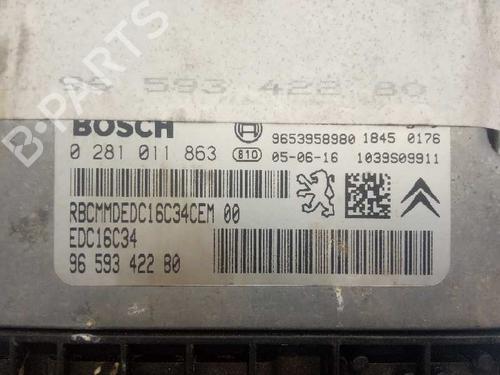 96 593 422 80
BOSCH
9653958980 1845 0176
0 281 011 863 810 05-06-16 1039S09911
RBCMMDEDC16C34CEM 00
EDC16C34
96 593 422 80